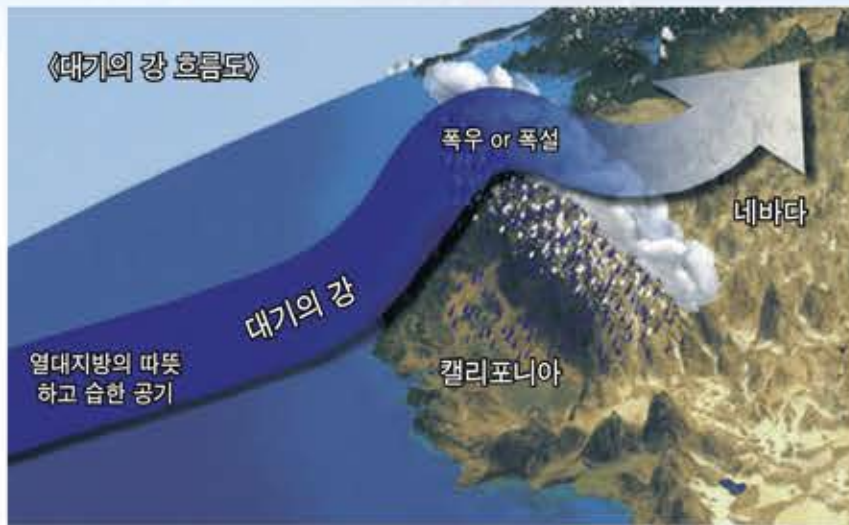 〈대기의 강 흐름도〉
폭우 or 폭설
네바다
대기의 강
열대지방의 따뜻
하고 습한 공기
캘리포니아